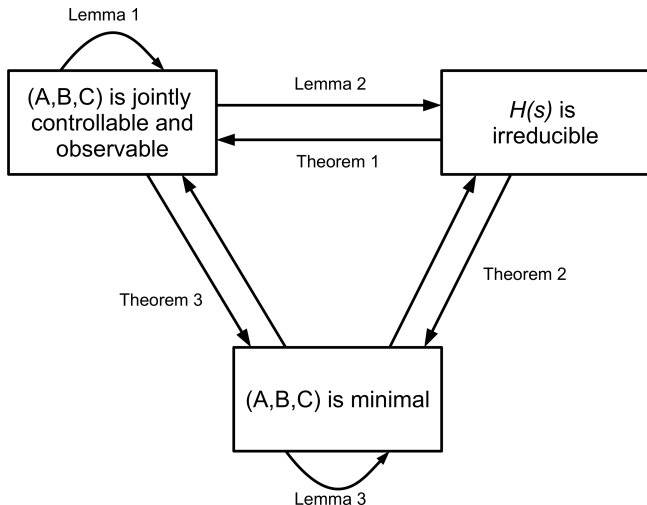 Lemma 1
(A,B,C) is jointly
controllable and
observable
Lemma 2
Theorem 1
H(s) is
irreducible
Theorem 3
Theorem 2
(A,B,C) is minimal
Lemma 3